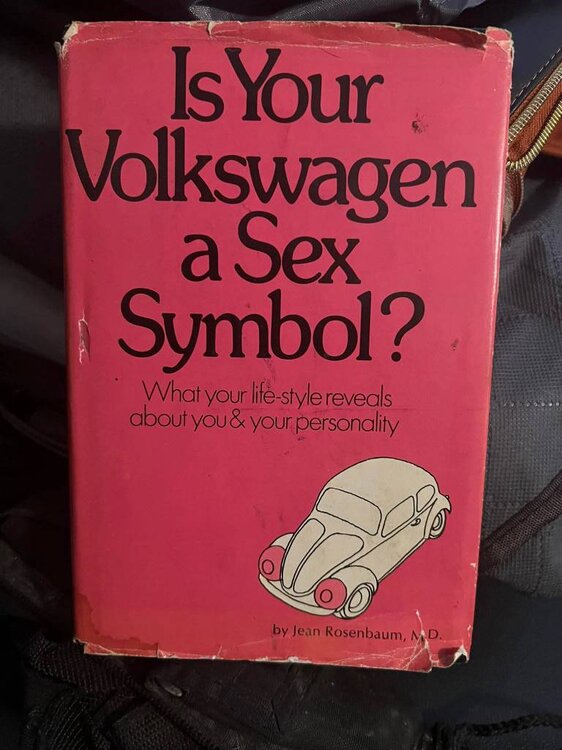 Is Your
Volkswagen
a Sex
Symbol?
What your life-style reveals
about you & your personality
by Jean Rosenbaum, M.D.